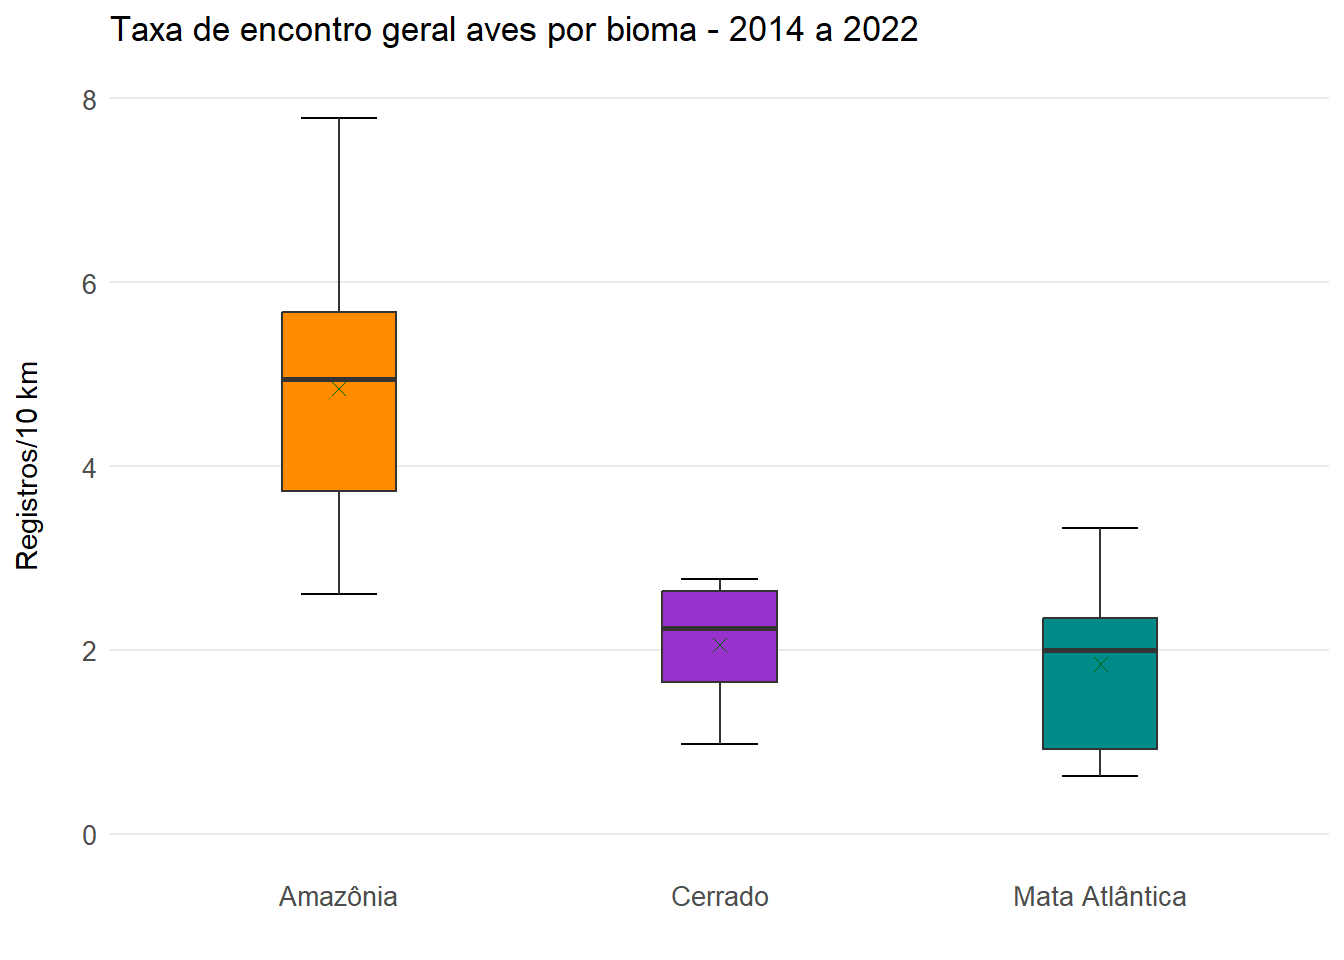 Taxa de encontro geral aves por bioma - 2014 a 2022
Registros/10 km
8
6
4
2
0
Amazônia
Cerrado
Mata Atlântica